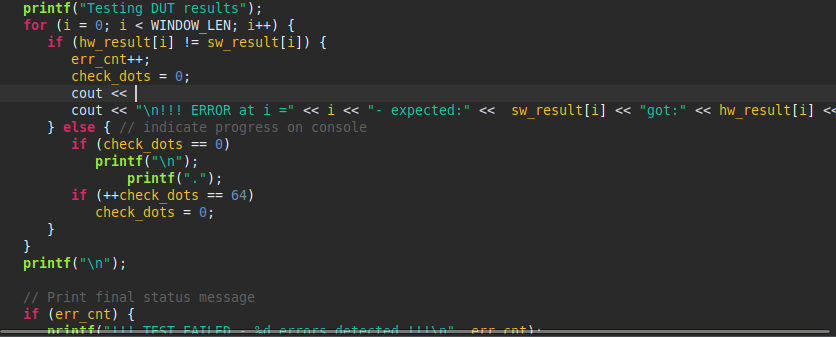 printf("Testing DUT results");
for (i = 0; i < WINDOW_LEN; i++) {
if (hw_result[i] != sw_result[i]) {
err_cnt++;
check_dots = 0;
cout <<
cout << "\n!!! ERROR at i =" << i << "- expected:" <<  sw_result[i] << "got:" << hw_result[i] <<
} else { // indicate progress on console
if (check_dots == 0)
printf("\n");
printf(".");
if (++check_dots == 64)
check_dots = 0;
}
}
printf("\n");
// Print final status message
if (err_cnt) {
printf("!!! TEST FAILED - %d errors detected !!!\n", err_cnt);